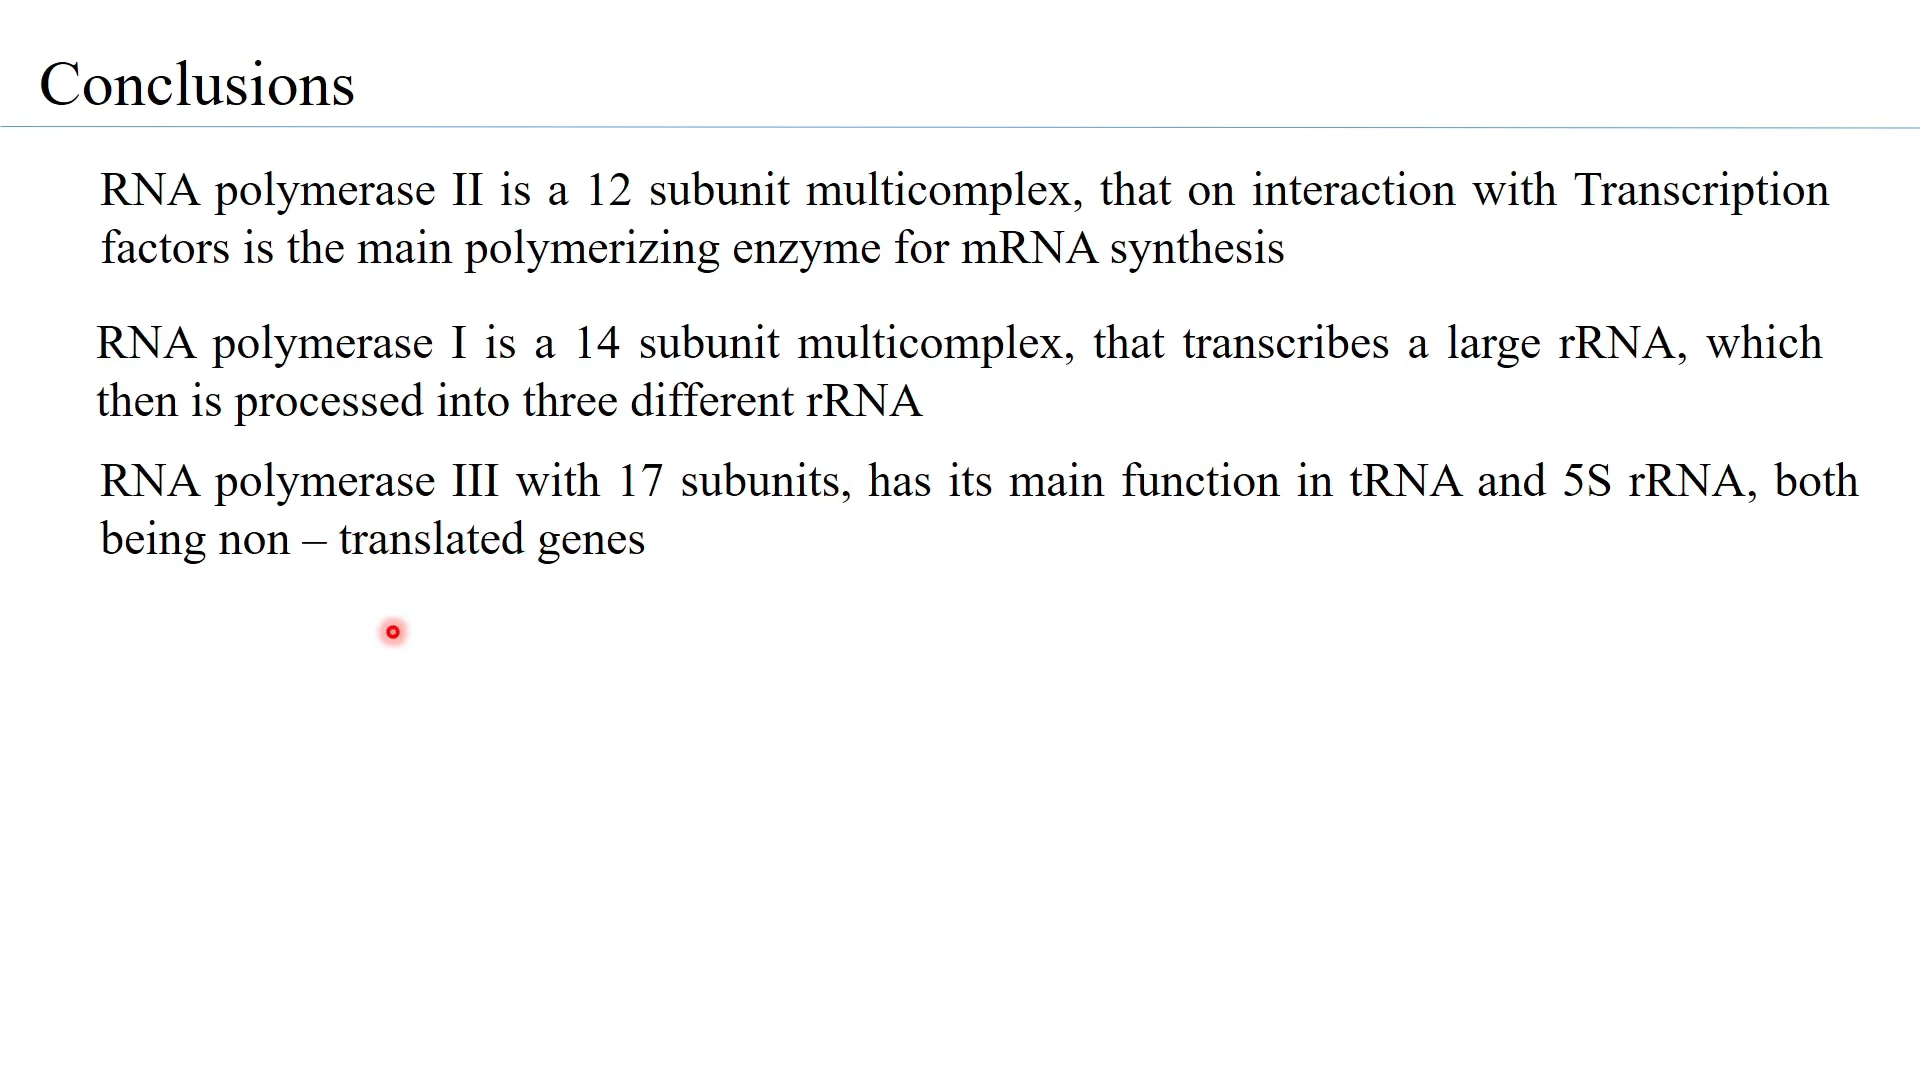 Conclusions
RNA polymerase II is a 12 subunit multicomplex, that on interaction with Transcription
factors is the main polymerizing enzyme for mRNA synthesis
RNA polymerase I is a 14 subunit multicomplex, that transcribes a large rRNA, which
then is processed into three different rRNA
RNA polymerase III with 17 subunits, has its main function in tRNA and 5S rRNA, both
being non – translated genes